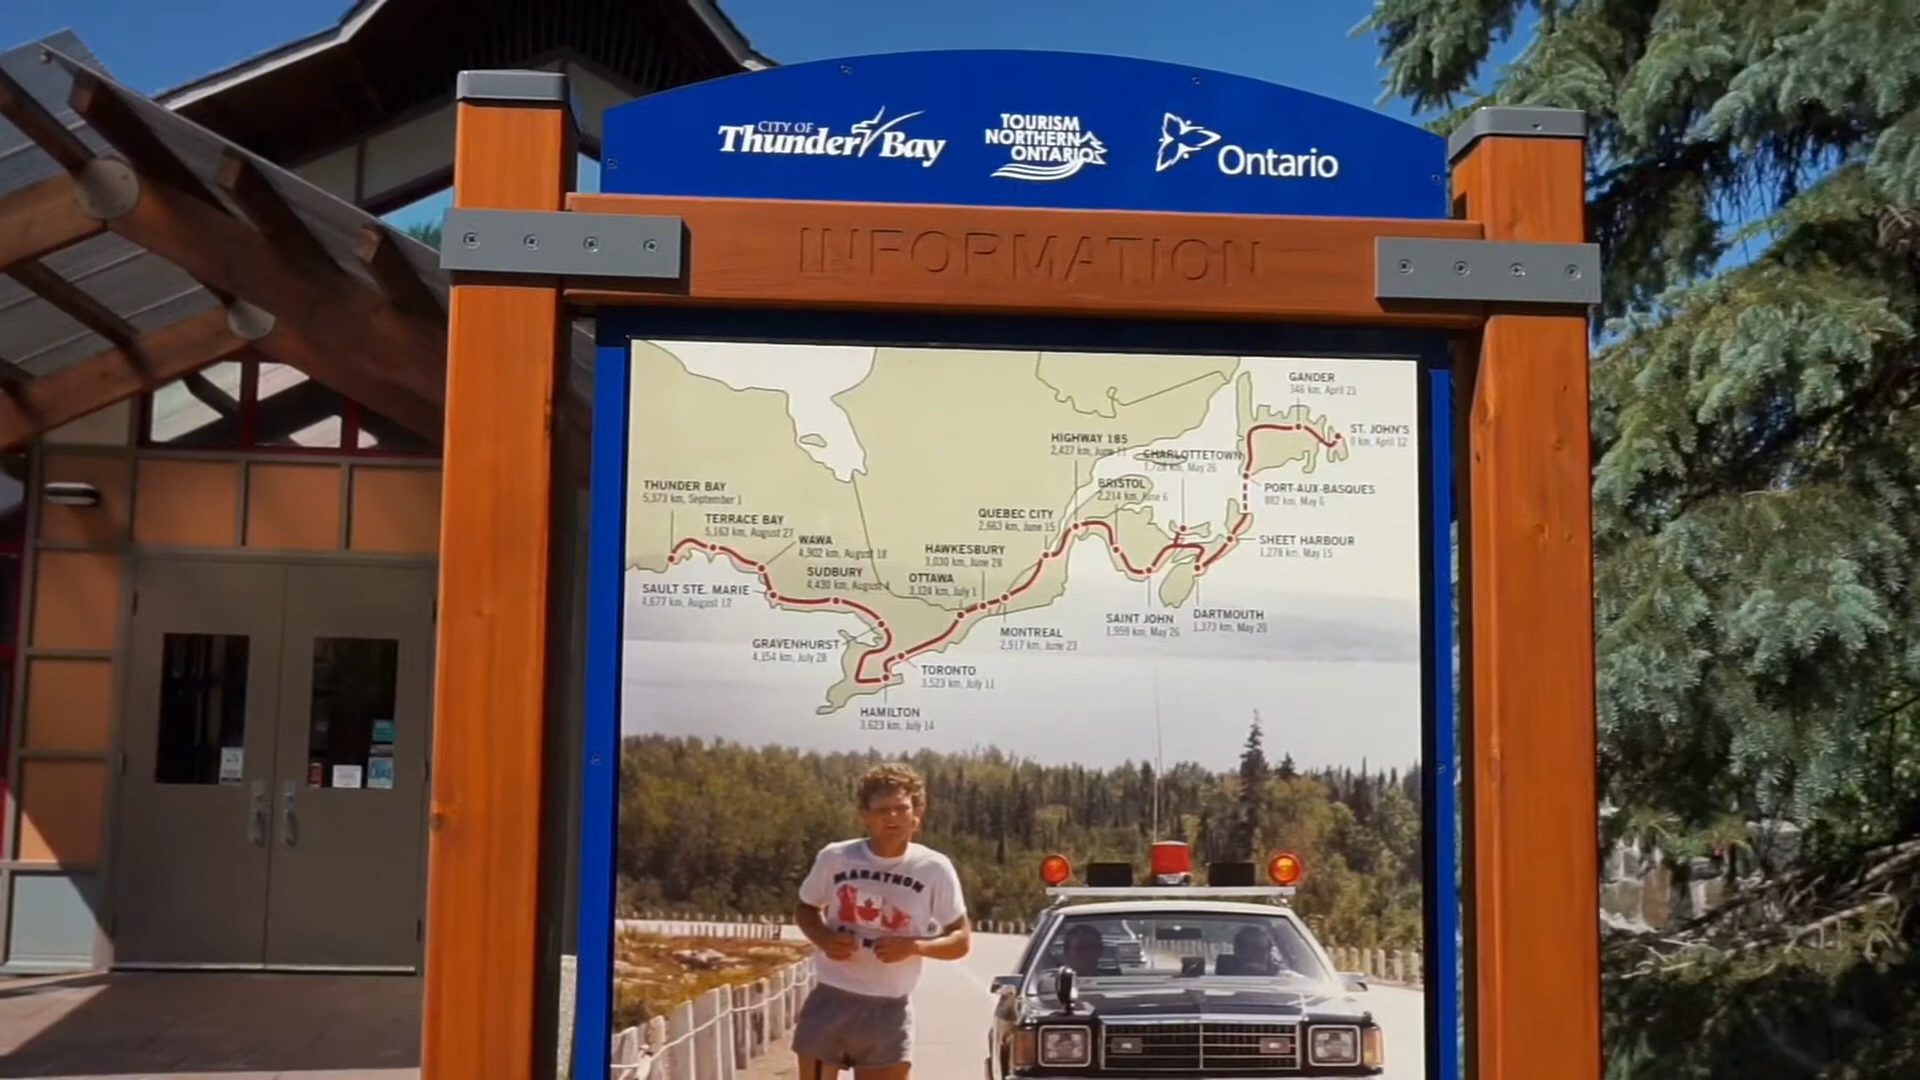 CITY OF
Thunder Bay
TOURISM
NORTHERN
ONTARIO
Ontario
INFORMATION
GANDER
346 km, April 23
ST. JOHN'S
0 km, April 12
HIGHWAY 185
2,437 km, June 11
CHARLOTTETOWN
May 26
BRISTOL
2,214 km, June 6
PORT-AUX-BASQUES
882 km, May 6
THUNDER BAY
5,373 km, September 1
TERRACE BAY
5,163 km, August 27
QUEBEC CITY
2,663 km, June 15
WAWA
4,902 km, August 18
HAWKESBURY
3,030 km, June 28
SHEET HARBOUR
1,278 km, May 15
SUDBURY
4,430 km, August 4
OTTAWA
3,124 km, July 1
SAULT STE. MARIE
4,677 km, August 12
SAINT JOHN
1,959 km, May 26
DARTMOUTH
1,373 km, May 20
GRAVENHURST
4,154 km, July 28
MONTREAL
2,917 km, June 23
TORONTO
3,523 km, July 11
HAMILTON
3,623 km, July 14
MARATHON